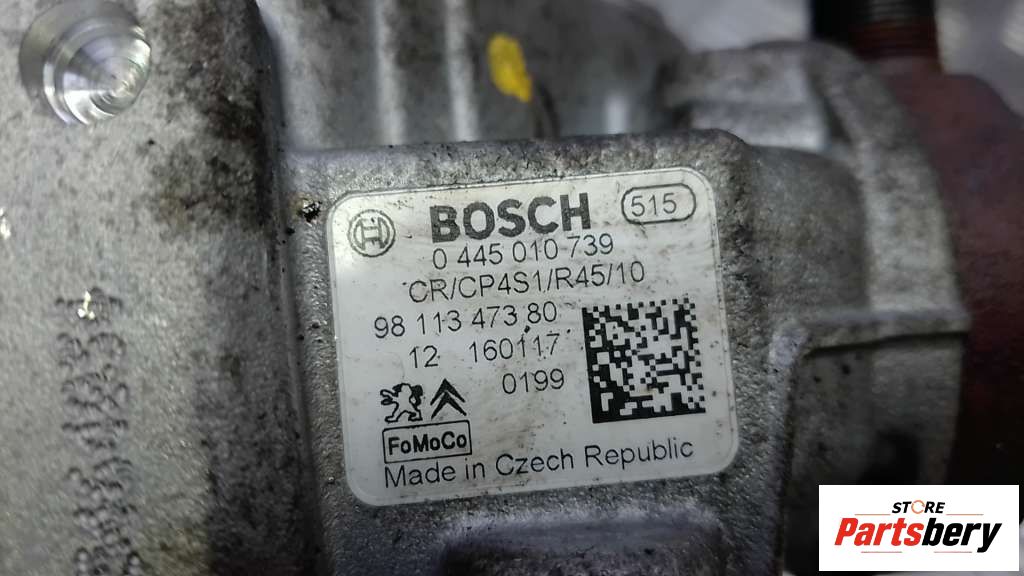 BOSCH 515
0 445 010 739
CR/CP4S1/R45/10
98 113 473 80
12 160117
0199
FoMoCo
Made in Czech Republic
STORE
Partsbery